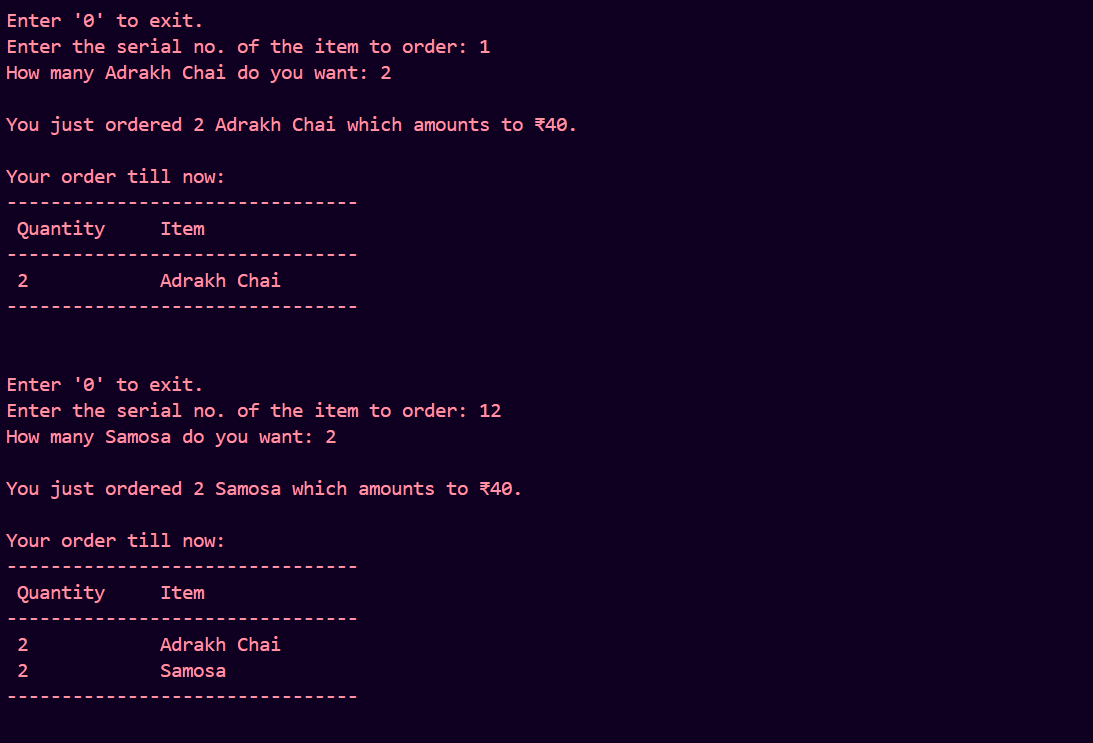 Enter '0' to exit.
Enter the serial no. of the item to order: 1
How many Adrakh Chai do you want: 2
You just ordered 2 Adrakh Chai which amounts to ₹40.
Your order till now:
--------------------------------
Quantity     Item
--------------------------------
2            Adrakh Chai
--------------------------------
Enter '0' to exit.
Enter the serial no. of the item to order: 12
How many Samosa do you want: 2
You just ordered 2 Samosa which amounts to ₹40.
Your order till now:
--------------------------------
Quantity     Item
--------------------------------
2            Adrakh Chai
2            Samosa
--------------------------------